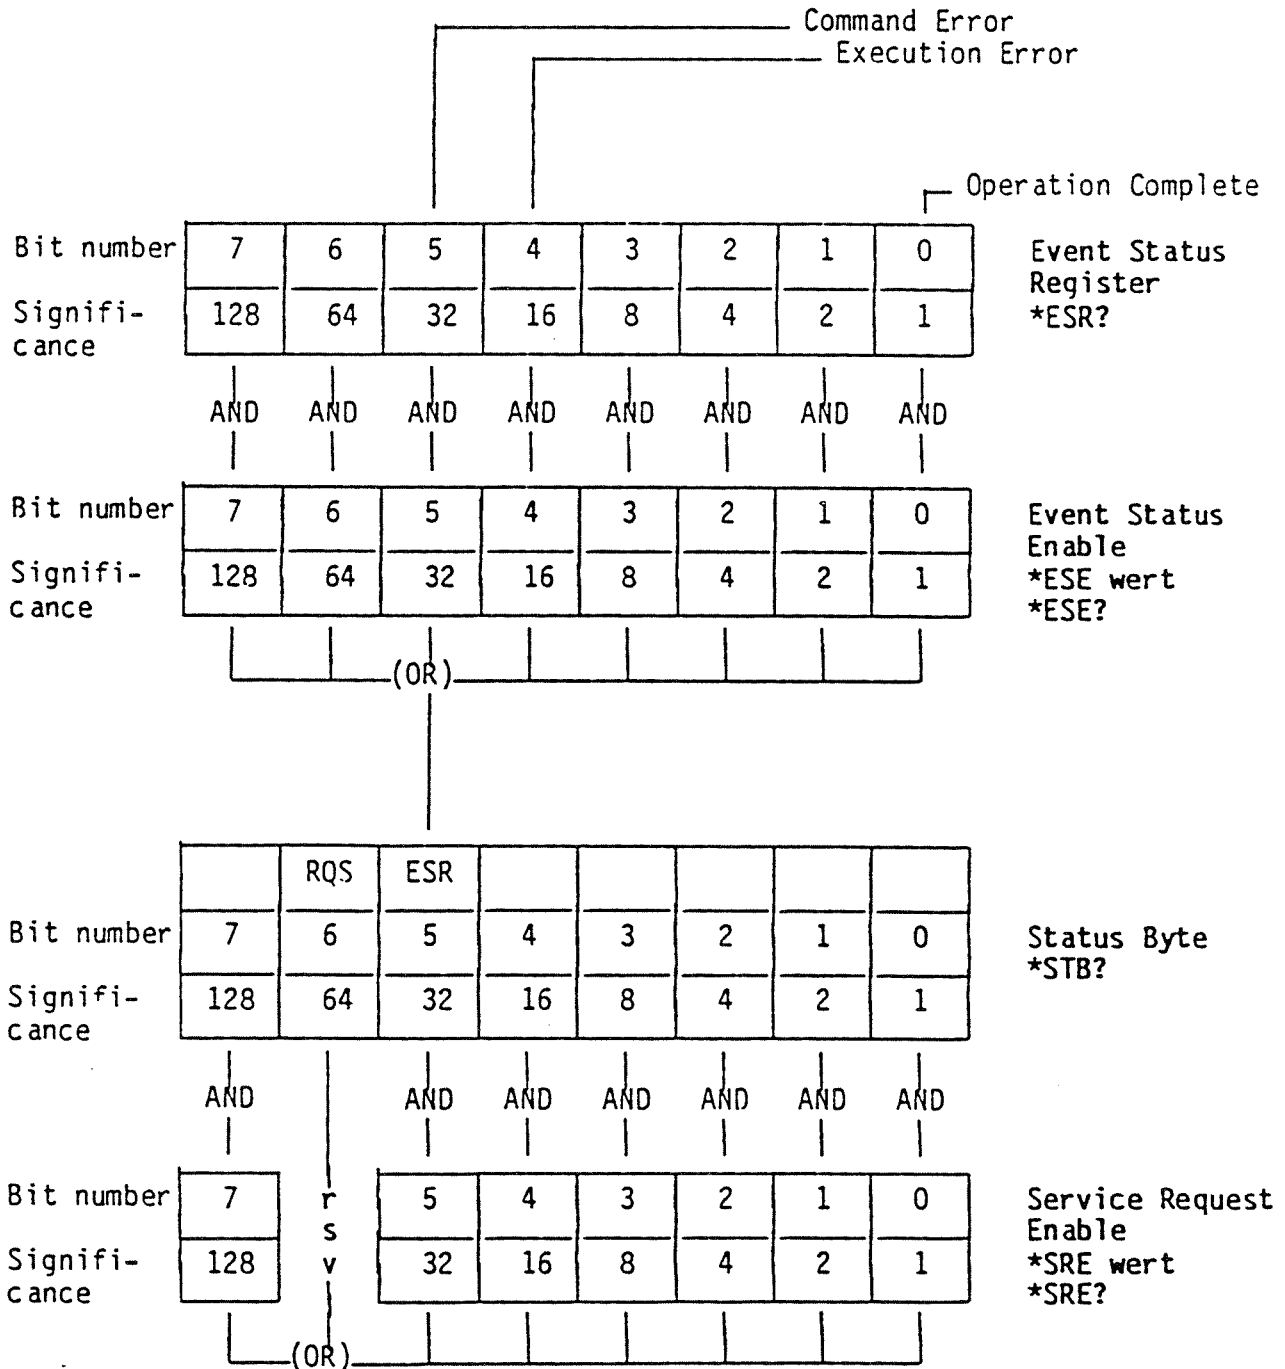 Command Error
Execution Error
Operation Complete
Bit number 7 6 5 4 3 2 1 0 Event Status
Register
Signifi- 128 64 32 16 8 4 2 1 *ESR?
cance
AND AND AND AND AND AND AND AND
Bit number 7 6 5 4 3 2 1 0 Event Status
Enable
Signifi- 128 64 32 16 8 4 2 1 *ESE wert
cance *ESE?
(OR)
RQS ESR
Bit number 7 6 5 4 3 2 1 0 Status Byte
*STB?
Signifi- 128 64 32 16 8 4 2 1
cance
AND AND AND AND AND AND AND
Bit number 7 r 5 4 3 2 1 0 Service Request
s Enable
Signifi- 128 v 32 16 8 4 2 1 *SRE wert
cance *SRE?
(OR)